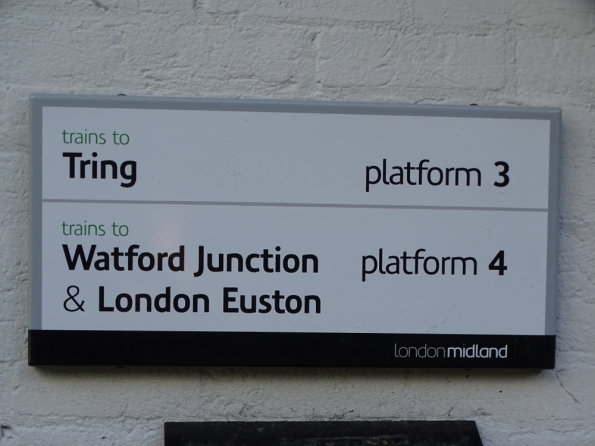 trains to
Tring platform 3
trains to
Watford Junction platform 4
& London Euston
londonmidland